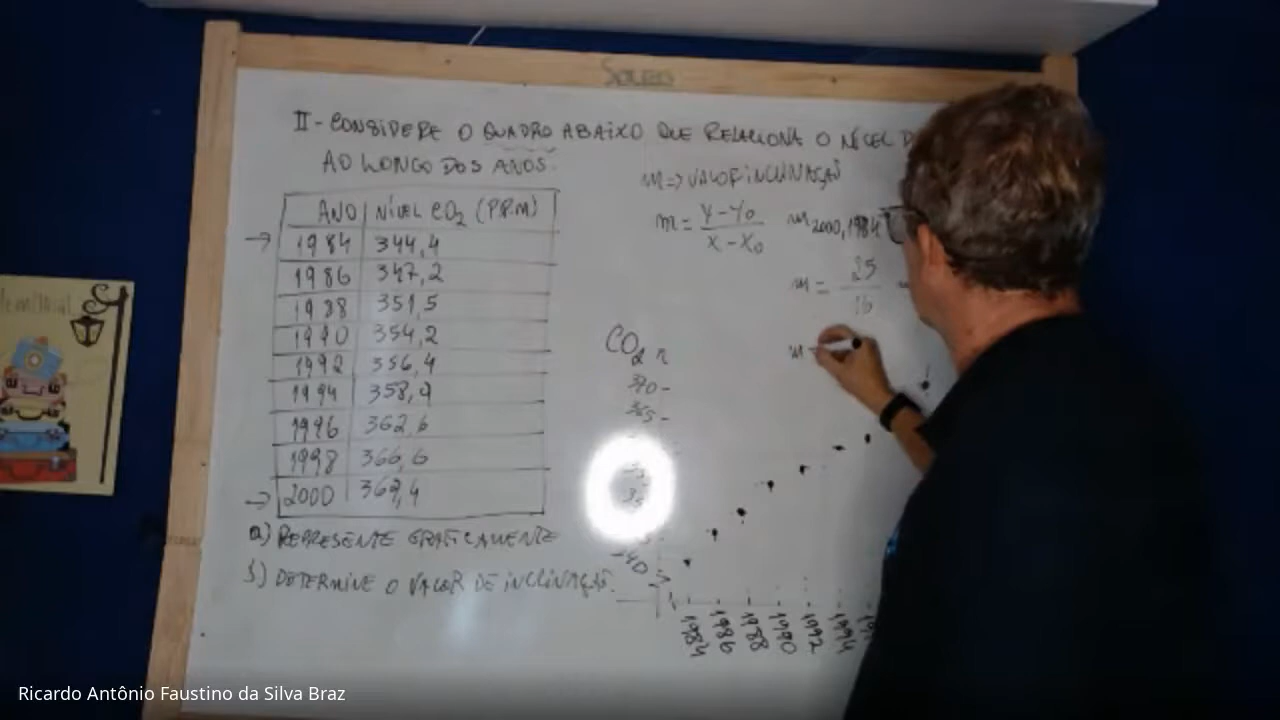 II - CONSIDERE O QUADRO ABAIXO QUE RELACIONA O NÍVEL D
AO LONGO DOS ANOS.
ANO NÍVEL CO₂ (P.P.M)
→ 1984 344,4
1986 347,2
1988 351,5
1990 354,2
1992 356,4
1994 358,9
1996 362,6
1998 366,6
→ 2000 369,4
a) REPRESENTE GRAFICAMENTE
b) DETERMINE O VALOR DE INCLINAÇÃO.
m => VALOR INCLINAÇÃO
m = Y-Y₀ / X-X₀ m 2000,1984
m = 25 / 16
m
CO₂
370 -
365 -
340
1984 1986 1988 1990 1992 1994
Ricardo Antônio Faustino da Silva Braz